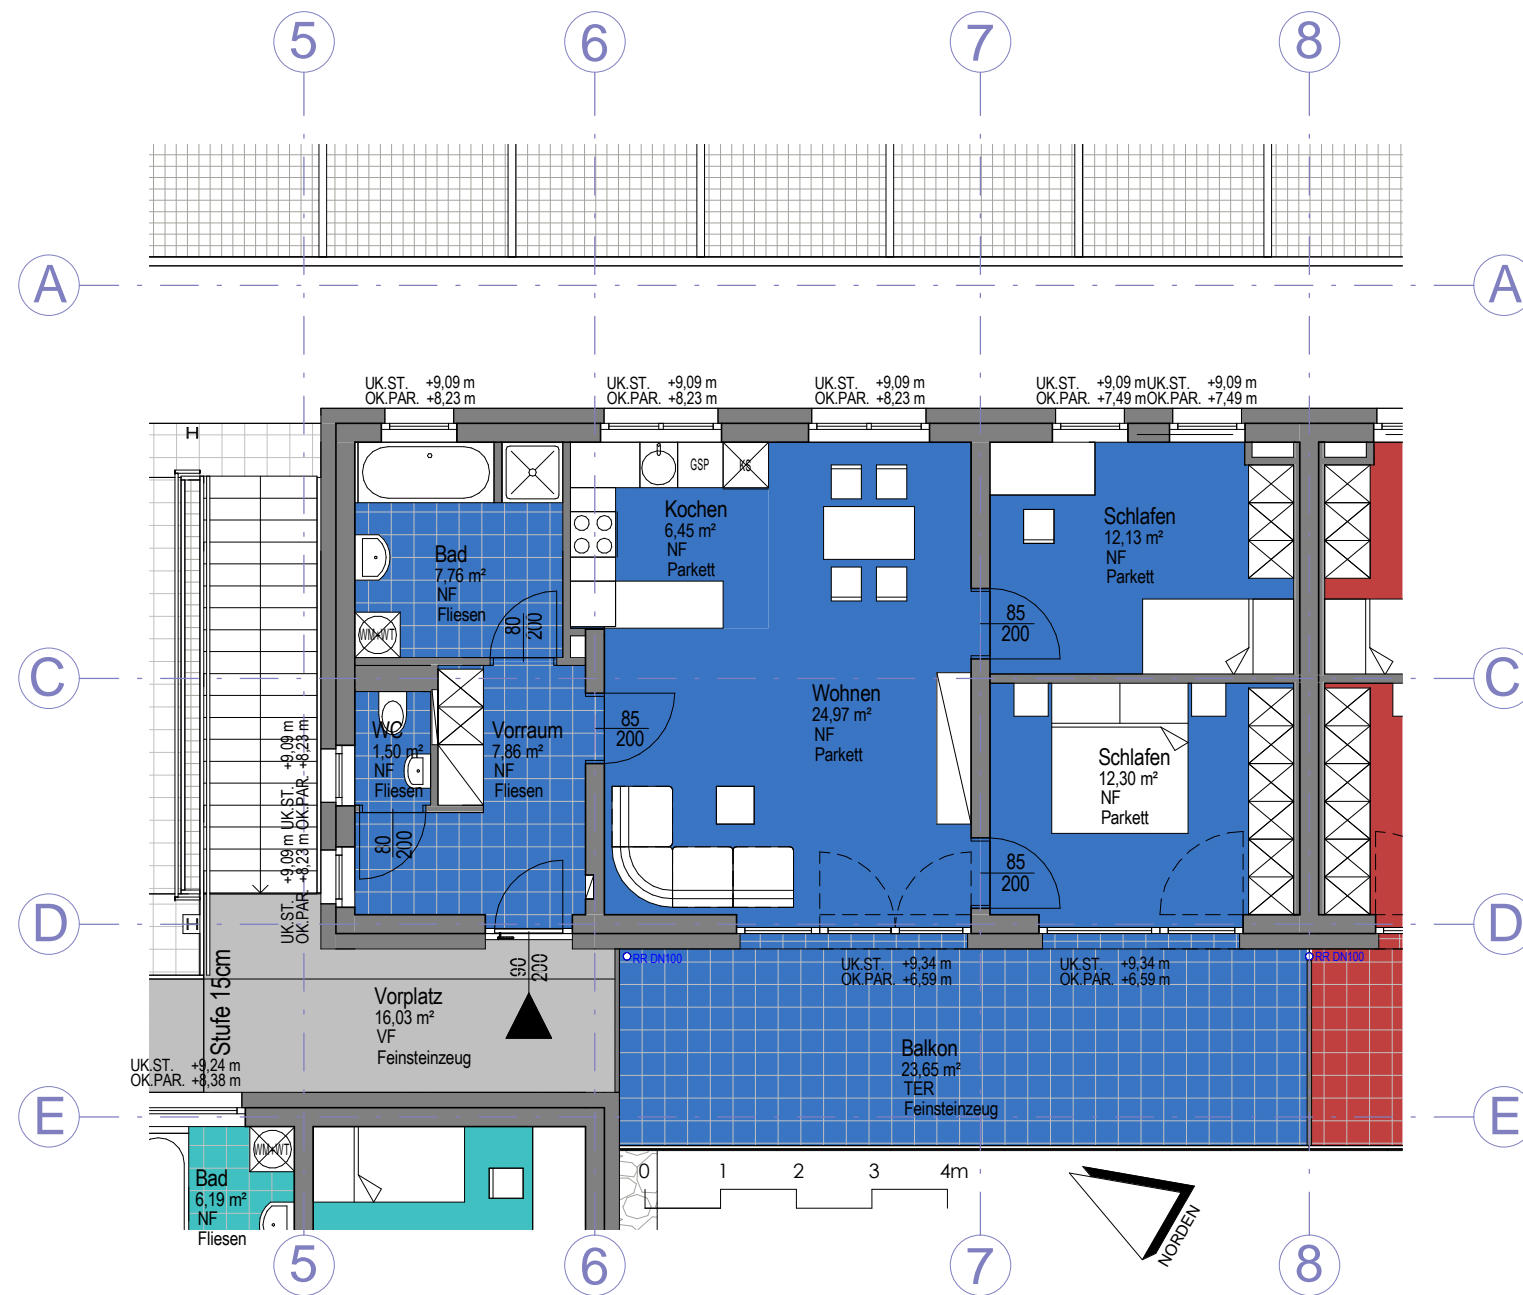 5
6
7
8
A
A
UK.ST. +9,09 m
OK.PAR. +8,23 m
UK.ST. +9,09 m
OK.PAR. +8,23 m
UK.ST. +9,09 m
OK.PAR. +8,23 m
UK.ST. +9,09 m
OK.PAR. +7,49 m
UK.ST. +9,09 m
OK.PAR. +7,49 m
H
GSP
KS
Kochen
6,45 m²
NF
Parkett
Schlafen
12,13 m²
NF
Parkett
Bad
7,76 m²
NF
Fliesen
WM+WT
80
200
85
200
C
C
Wohnen
24,97 m²
NF
Parkett
WC
1,50 m²
NF
Fliesen
Vorraum
7,86 m²
NF
Fliesen
85
200
Schlafen
12,30 m²
NF
Parkett
UK.ST. +9,09 m
OK.PAR. +8,23 m
UK.ST. +9,09 m
OK.PAR. +8,23 m
80
200
85
200
D
D
H
RR DN100
RR DN100
UK.ST. +9,34 m
OK.PAR. +6,59 m
UK.ST. +9,34 m
OK.PAR. +6,59 m
90
200
Stufe 15cm
Vorplatz
16,03 m²
VF
Feinsteinzeug
Balkon
23,65 m²
TER
Feinsteinzeug
UK.ST. +9,24 m
OK.PAR. +8,38 m
E
E
WM+WT
Bad
6,19 m²
NF
Fliesen
0 1 2 3 4m
NORDEN
5
6
7
8